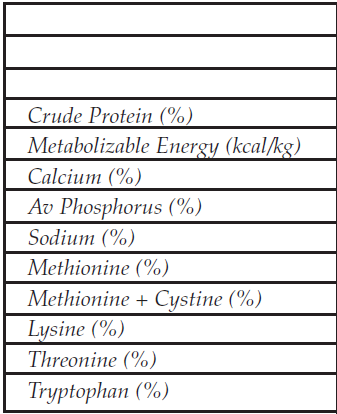 Crude Protein (%)
Metabolizable Energy (kcal/kg)
Calcium (%)
Av Phosphorus (%)
Sodium (%)
Methionine (%)
Methionine + Cystine (%)
Lysine (%)
Threonine (%)
Tryptophan (%)